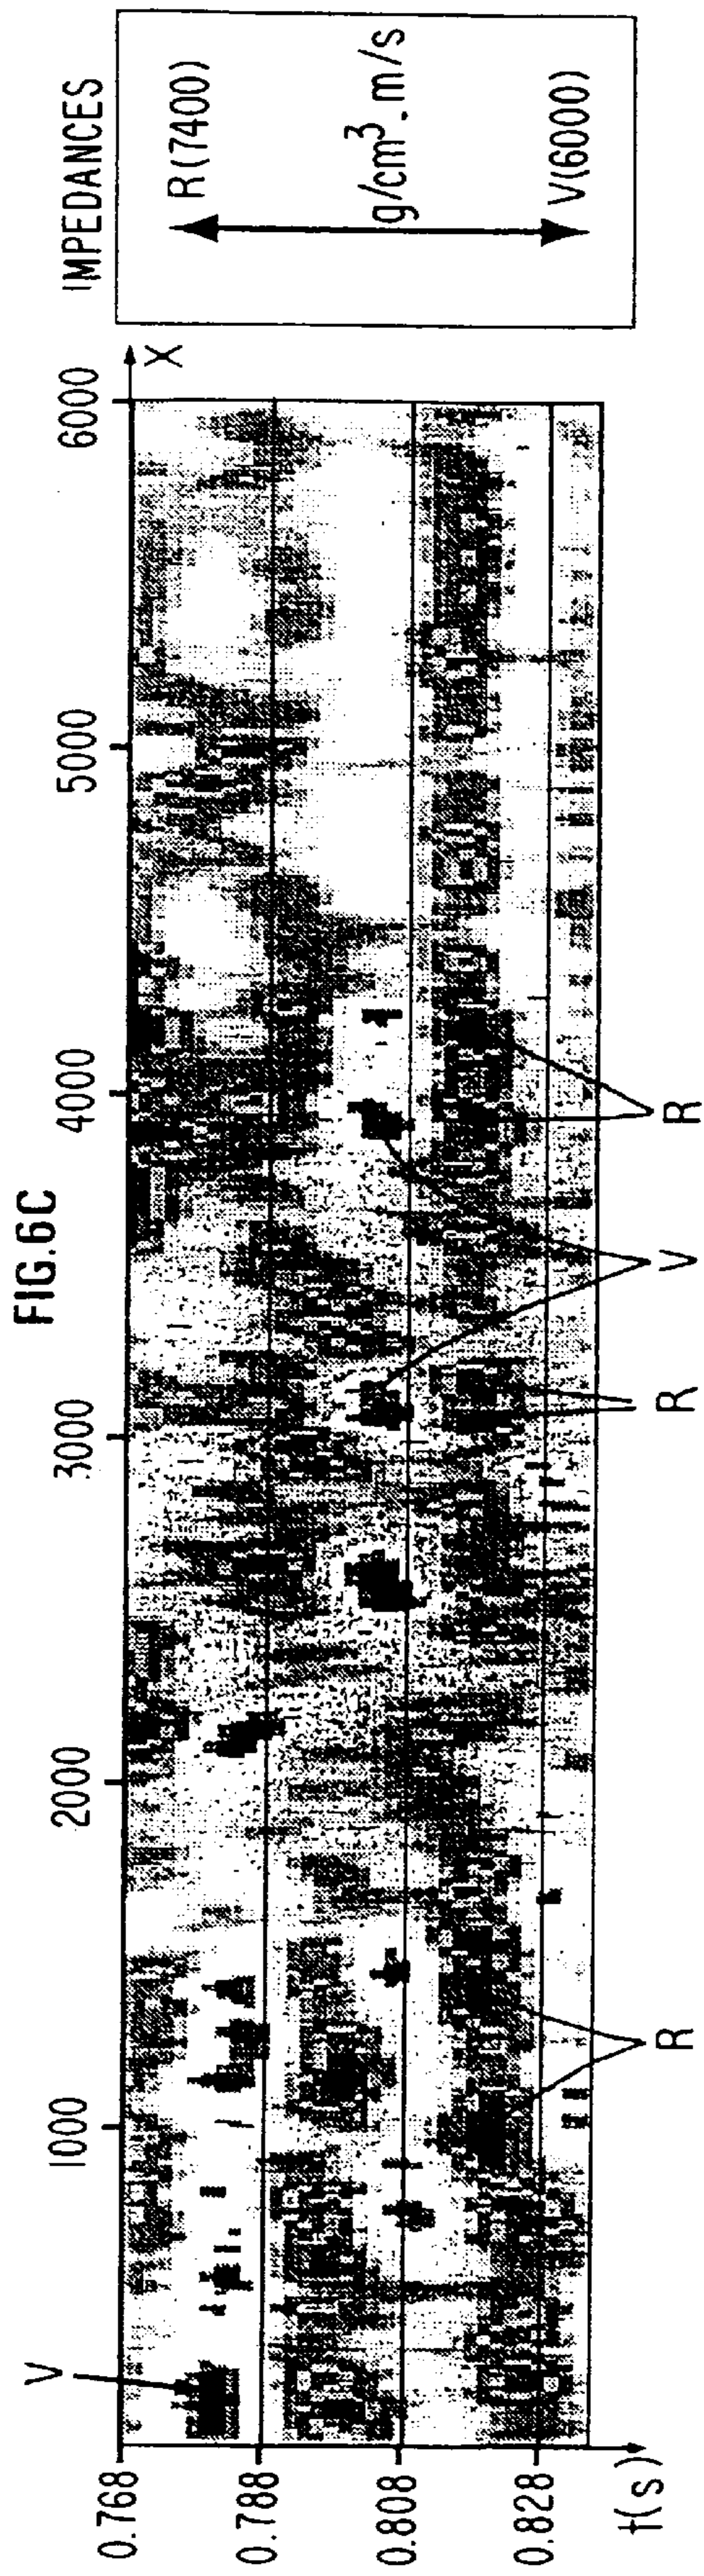 FIG.6C
V
1000
2000
3000
4000
5000
6000
X
0.768
0.788
0.808
0.828
t(s)
R
R
V
R
IMPEDANCES
R(7400)
g/cm³.m/s
V(6000)